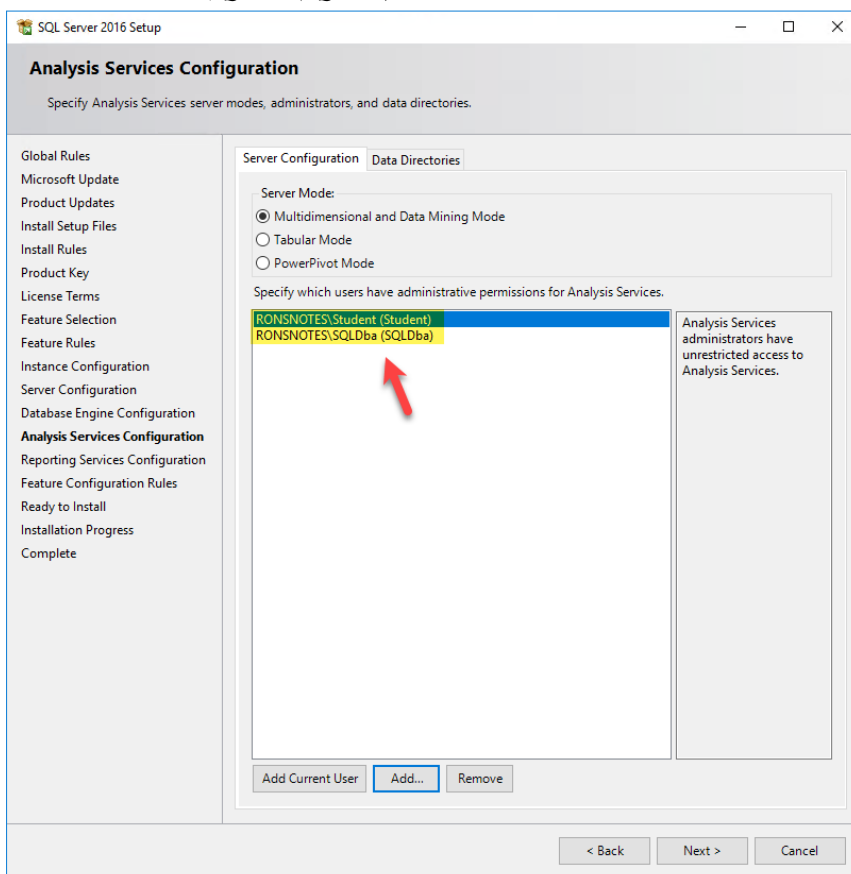 SQL Server 2016 Setup
Analysis Services Configuration
Specify Analysis Services server modes, administrators, and data directories.
Global Rules
Microsoft Update
Product Updates
Install Setup Files
Install Rules
Product Key
License Terms
Feature Selection
Feature Rules
Instance Configuration
Server Configuration
Database Engine Configuration
Analysis Services Configuration
Reporting Services Configuration
Feature Configuration Rules
Ready to Install
Installation Progress
Complete
Server Configuration
Data Directories
Server Mode:
Multidimensional and Data Mining Mode
Tabular Mode
PowerPivot Mode
Specify which users have administrative permissions for Analysis Services.
RONSNOTES\Student (Student)
RONSNOTES\SQLDba (SQLDba)
Analysis Services
administrators have
unrestricted access to
Analysis Services.
Add Current User
Add...
Remove
< Back
Next >
Cancel